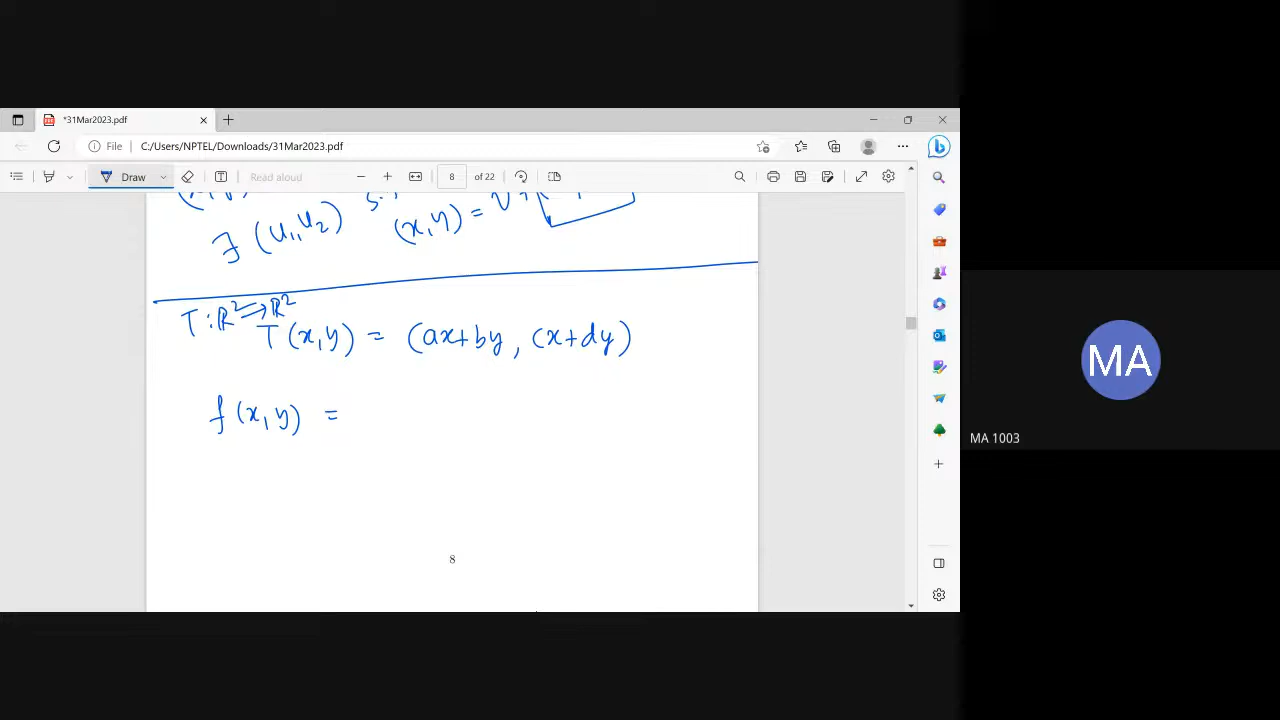 *31Mar2023.pdf
File C:/Users/NPTEL/Downloads/31Mar2023.pdf
Draw Read aloud 8 of 22
∃ (u₁, u₂) (x, y) =
T : ℝ² → ℝ²
T(x, y) = (ax+by, cx+dy)
f(x, y) =
8
MA
MA 1003